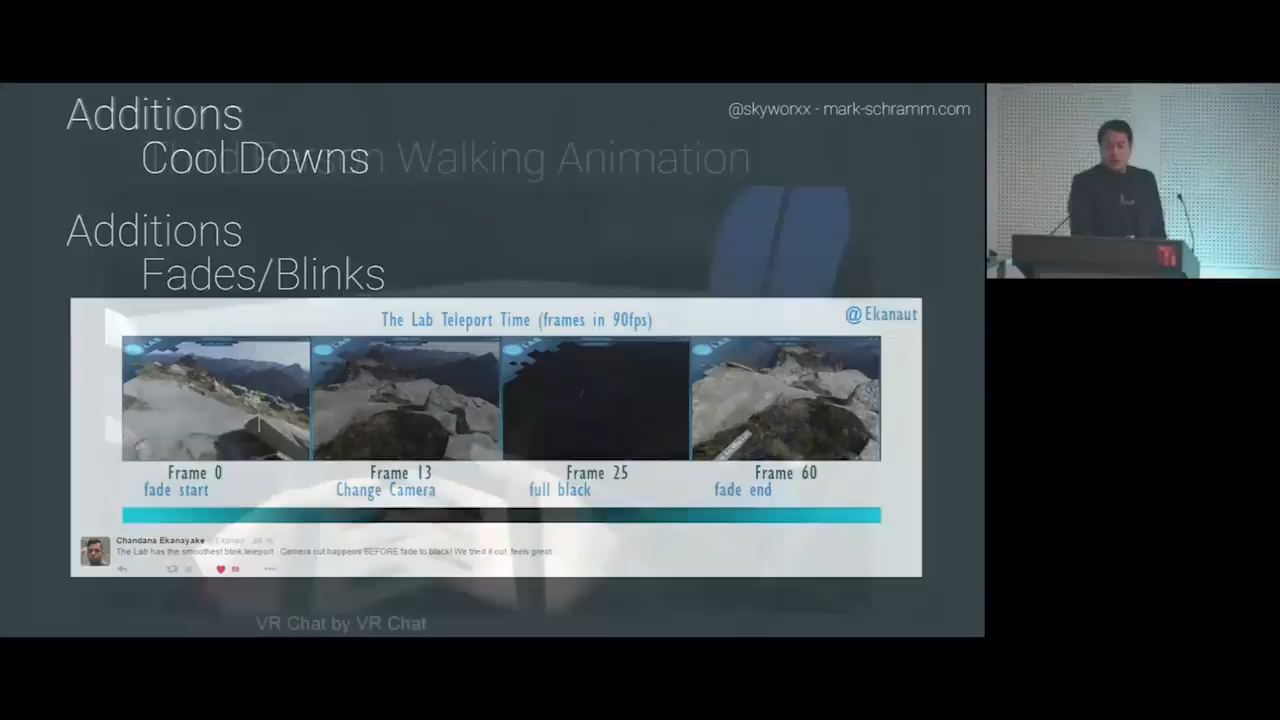 Additions
@skyworxx - mark-schramm.com
Cool Downs
Person Walking Animation
Additions
Fades/Blinks
The Lab Teleport Time (frames in 90fps)
@Ekanaut
Frame 0
Frame 13
Frame 25
Frame 60
fade start
Change Camera
full black
fade end
Chandana Ekanayake
The Lab has the smoothest blink teleport. Camera cut happens BEFORE fade to black! We tried it out, feels great
VR Chat by VR Chat